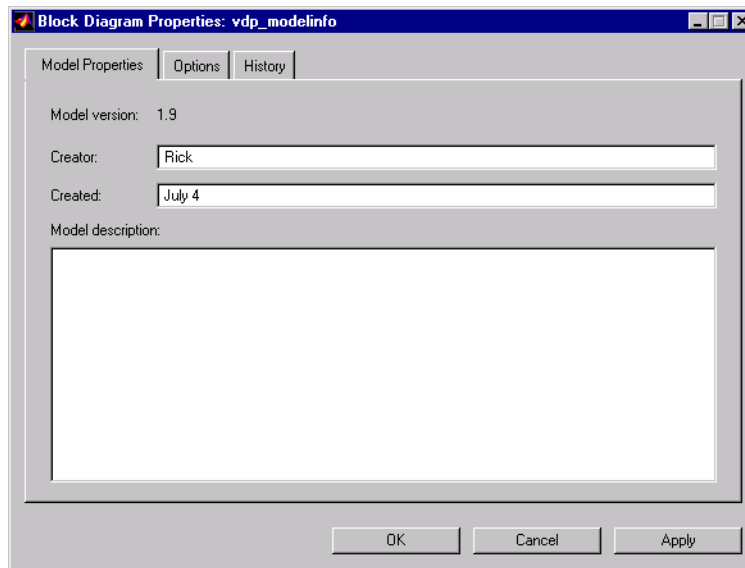 Block Diagram Properties: vdp_modelinfo
Model Properties Options History
Model version: 1.9
Creator: Rick
Created: July 4
Model description:
OK Cancel Apply